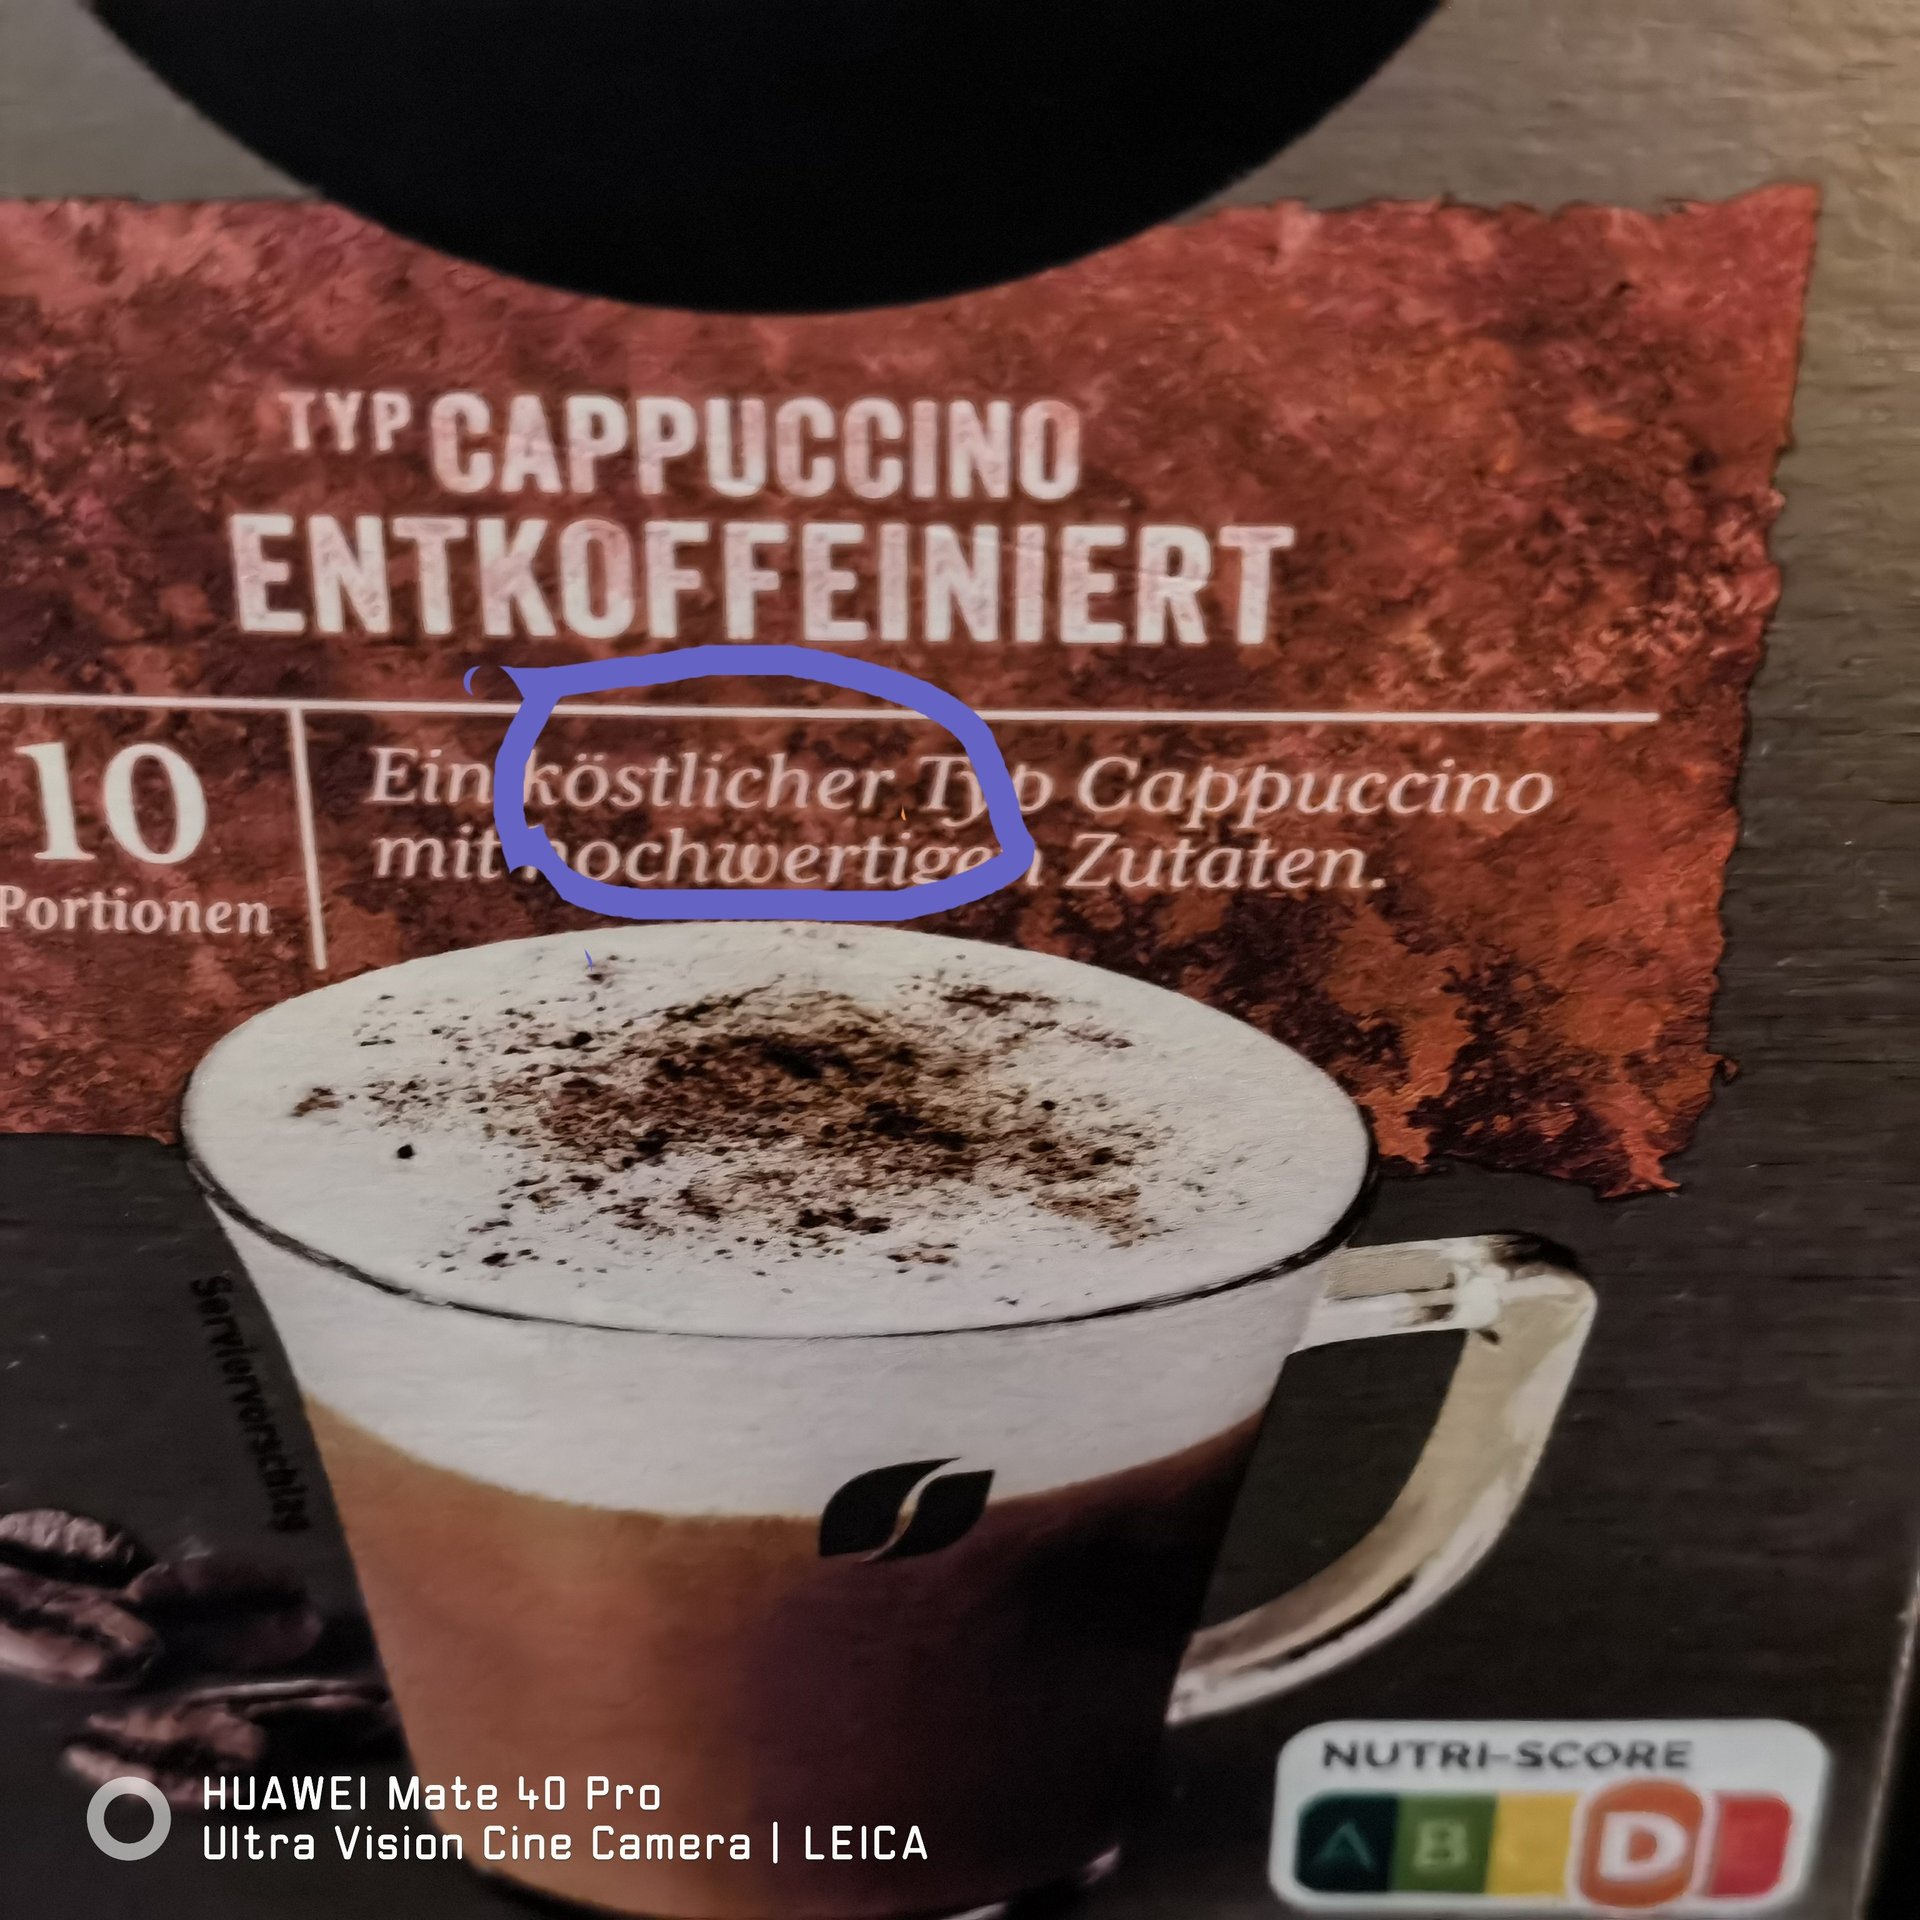 TYP CAPPUCCINO
ENTKOFFEINIERT
10
Portionen
Ein köstlicher Typ Cappuccino
mit hochwertigen Zutaten.
Serviervorschlag
NUTRI-SCORE
A B D
HUAWEI Mate 40 Pro
Ultra Vision Cine Camera | LEICA